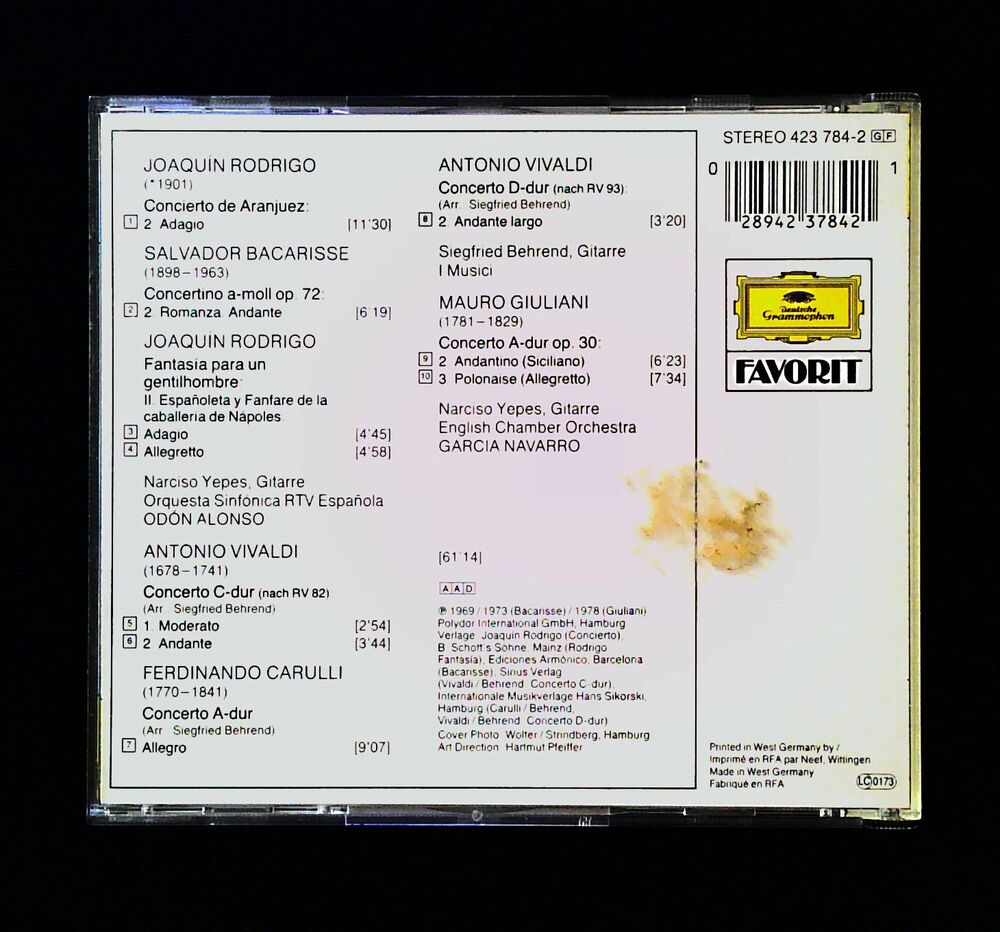 JOAQUIN RODRIGO
(*1901)
Concierto de Aranjuez:
1 2 Adagio [11'30]
SALVADOR BACARISSE
(1898–1963)
Concertino a-moll op. 72:
2 2. Romanza. Andante [6'19]
JOAQUIN RODRIGO
Fantasía para un
gentilhombre:
II. Españoleta y Fanfare de la
caballería de Nápoles.
3 Adagio [4'45]
4 Allegretto [4'58]
Narciso Yepes, Gitarre
Orquesta Sinfónica RTV Española
ODÓN ALONSO
ANTONIO VIVALDI
(1678–1741)
Concerto C-dur (nach RV 82)
(Arr. Siegfried Behrend)
5 1. Moderato [2'54]
6 2 Andante [3'44]
FERDINANDO CARULLI
(1770–1841)
Concerto A-dur
(Arr. Siegfried Behrend)
7 Allegro [9'07]
ANTONIO VIVALDI
Concerto D-dur (nach RV 93):
(Arr. Siegfried Behrend)
8 2. Andante largo [3'20]
Siegfried Behrend, Gitarre
I Musici
MAURO GIULIANI
(1781–1829)
Concerto A-dur op. 30:
9 2 Andantino (Siciliano) [6'23]
10 3 Polonaise (Allegretto) [7'34]
Narciso Yepes, Gitarre
English Chamber Orchestra
GARCIA NAVARRO
[61'14]
AAD
℗ 1969 / 1973 (Bacarisse) / 1978 (Giuliani)
Polydor International GmbH, Hamburg
Verlage: Joaquin Rodrigo (Concierto),
B. Schott's Söhne, Mainz (Rodrigo
Fantasía), Ediciones Armónico, Barcelona
(Bacarisse), Sirius Verlag
(Vivaldi / Behrend: Concerto C-dur),
Internationale Musikverlage Hans Sikorski,
Hamburg (Carulli / Behrend,
Vivaldi / Behrend: Concerto D-dur)
Cover Photo: Wolter / Strindberg, Hamburg
Art Direction: Hartmut Pfeiffer
STEREO 423 784-2 GF
0 28942 37842 1
Deutsche
Grammophon
FAVORIT
Printed in West Germany by /
Imprimé en RFA par Neef, Wittingen
Made in West Germany
Fabriqué en RFA
LC 0173